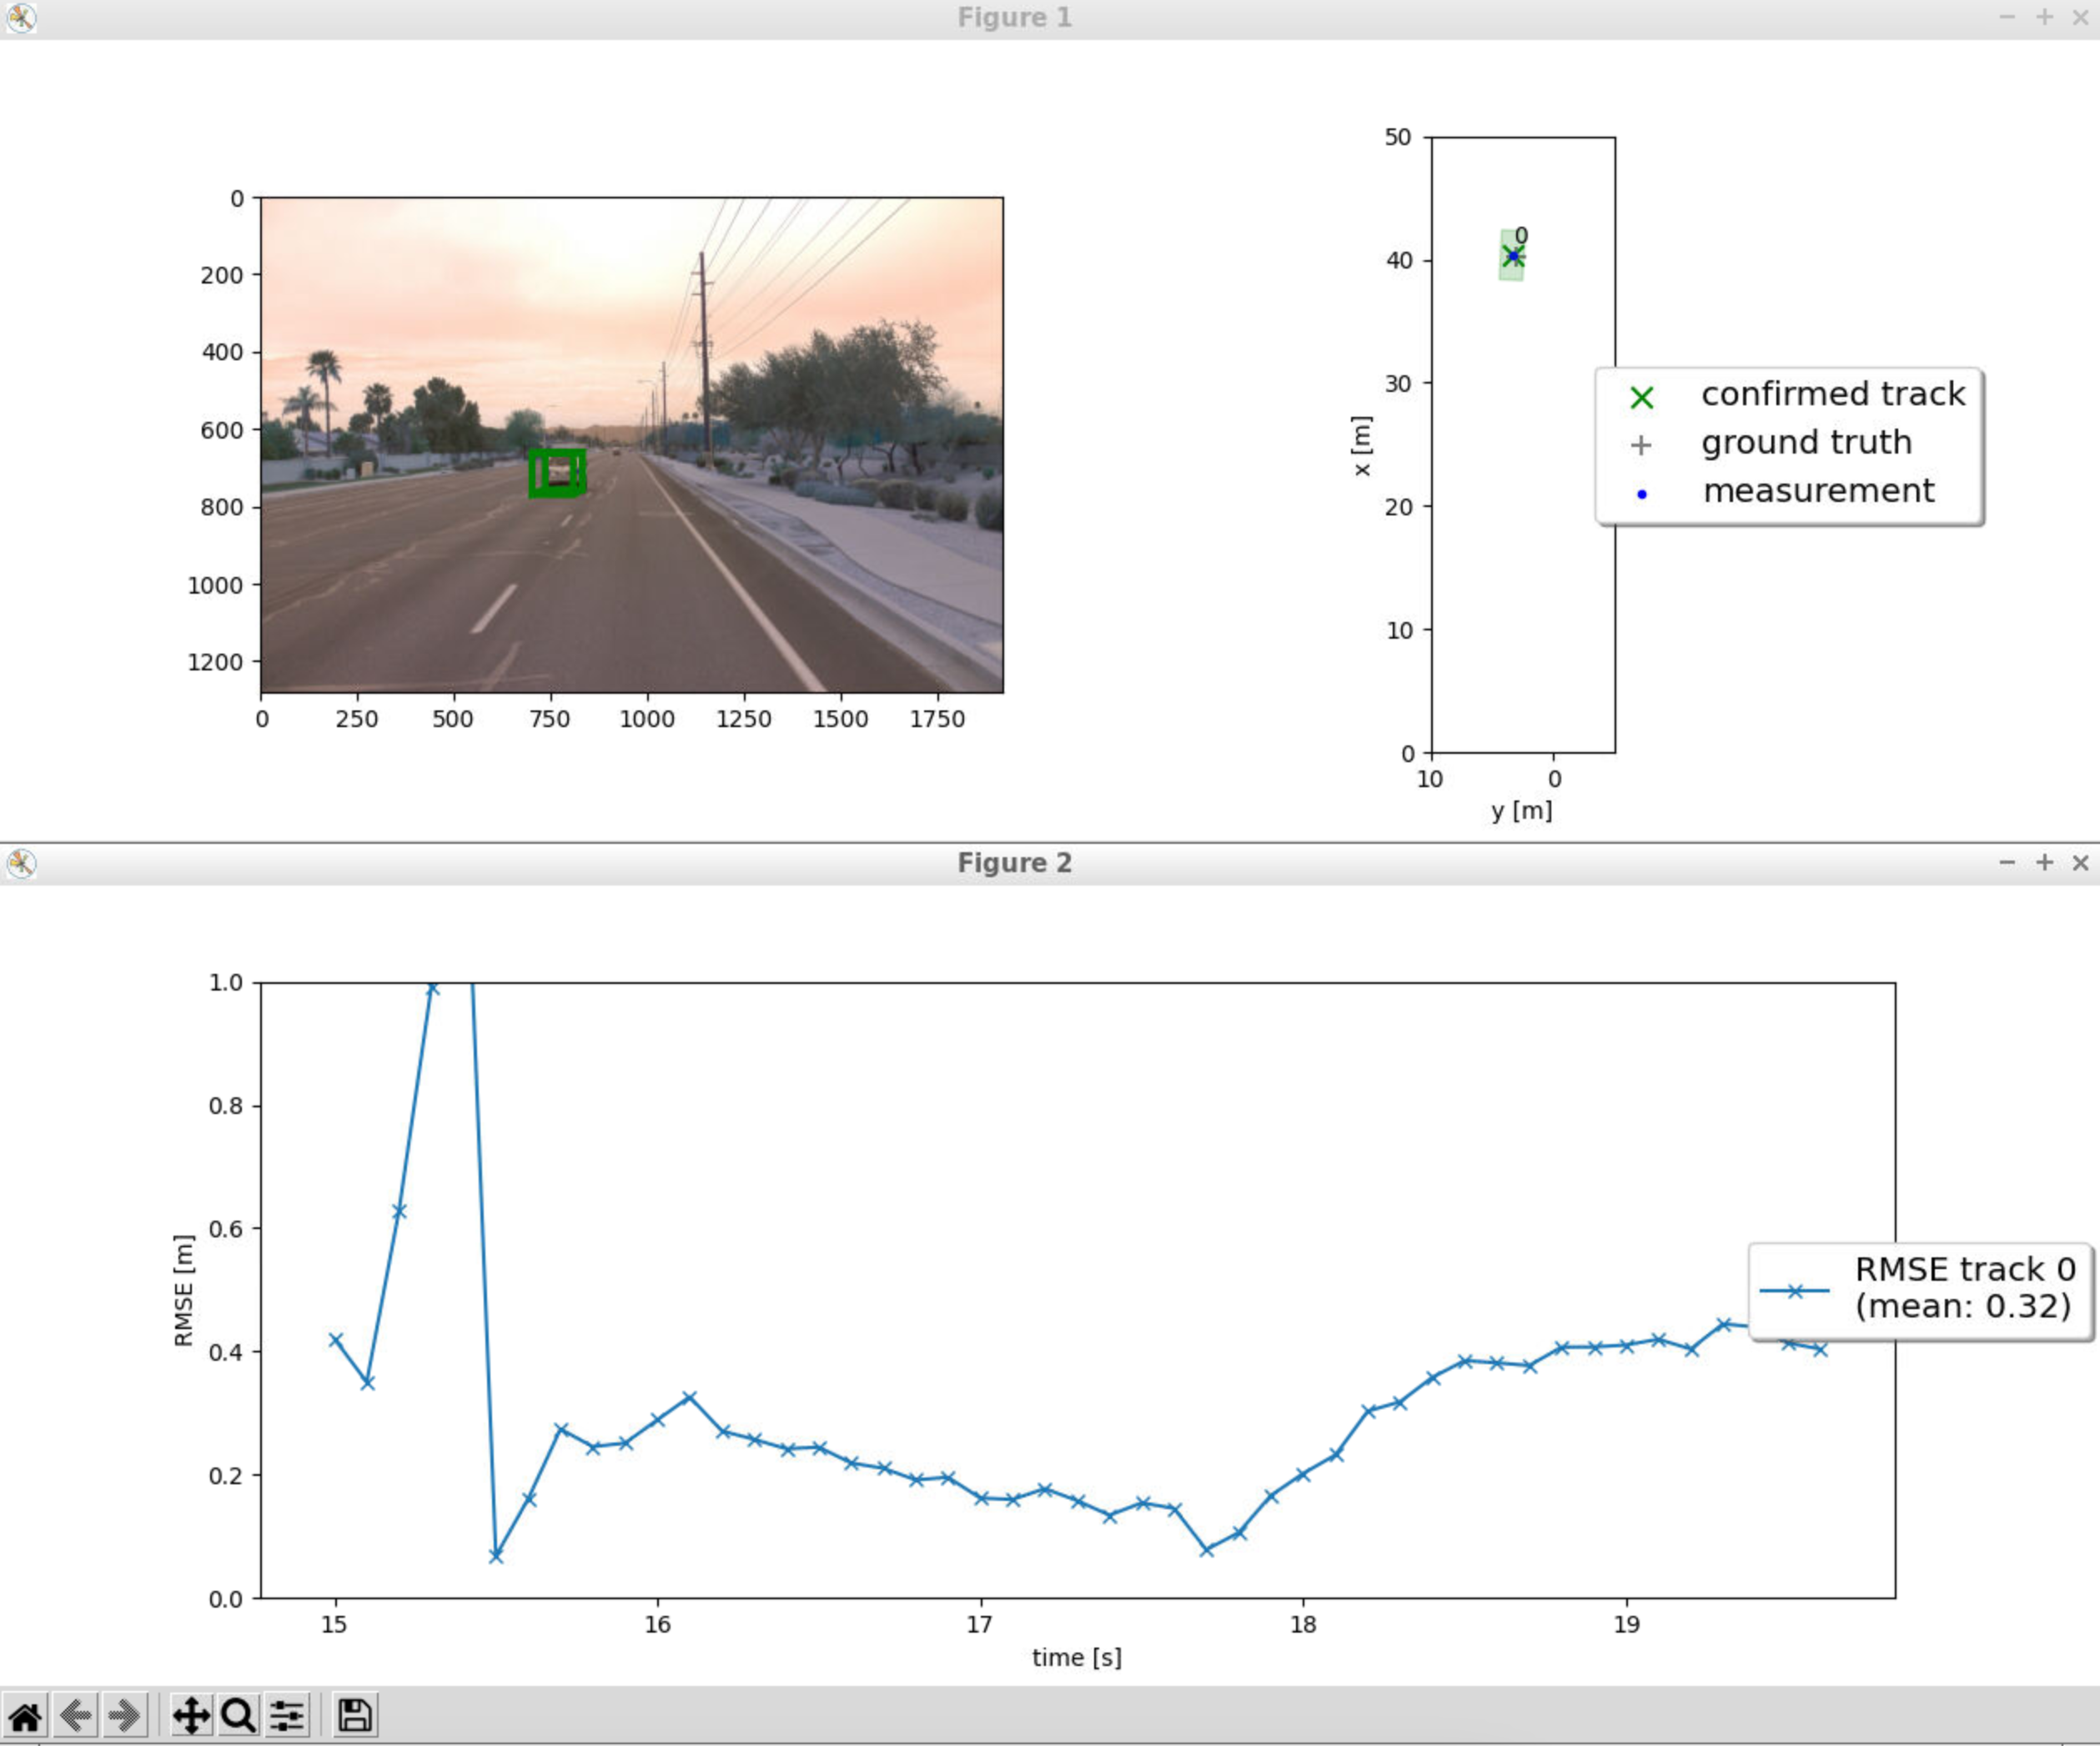 Figure 1
0
200
400
600
800
1000
1200
0 250 500 750 1000 1250 1500 1750
50
40
30
20
10
0
x [m]
10 0
y [m]
0
confirmed track
ground truth
measurement
Figure 2
1.0
0.8
0.6
0.4
0.2
0.0
RMSE [m]
15 16 17 18 19
time [s]
RMSE track 0
(mean: 0.32)